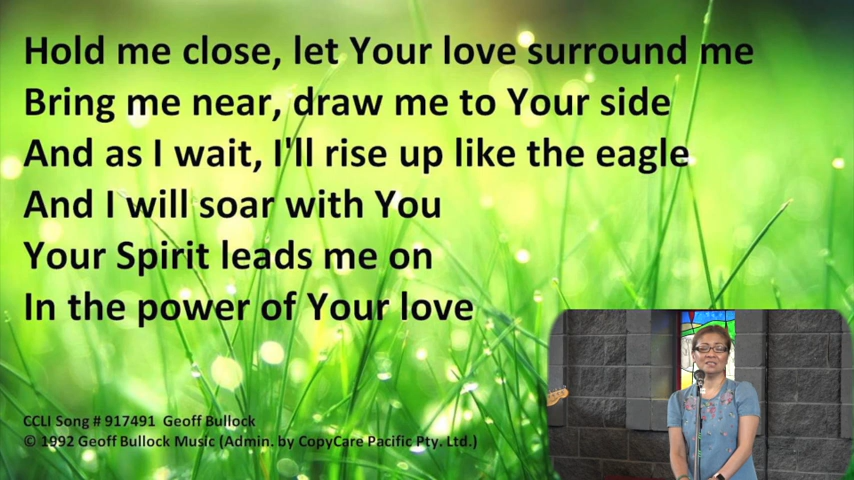 Hold me close, let Your love surround me
Bring me near, draw me to Your side
And as I wait, I'll rise up like the eagle
And I will soar with You
Your Spirit leads me on
In the power of Your love
CCLI Song # 917491  Geoff Bullock
© 1992 Geoff Bullock Music (Admin. by CopyCare Pacific Pty. Ltd.)